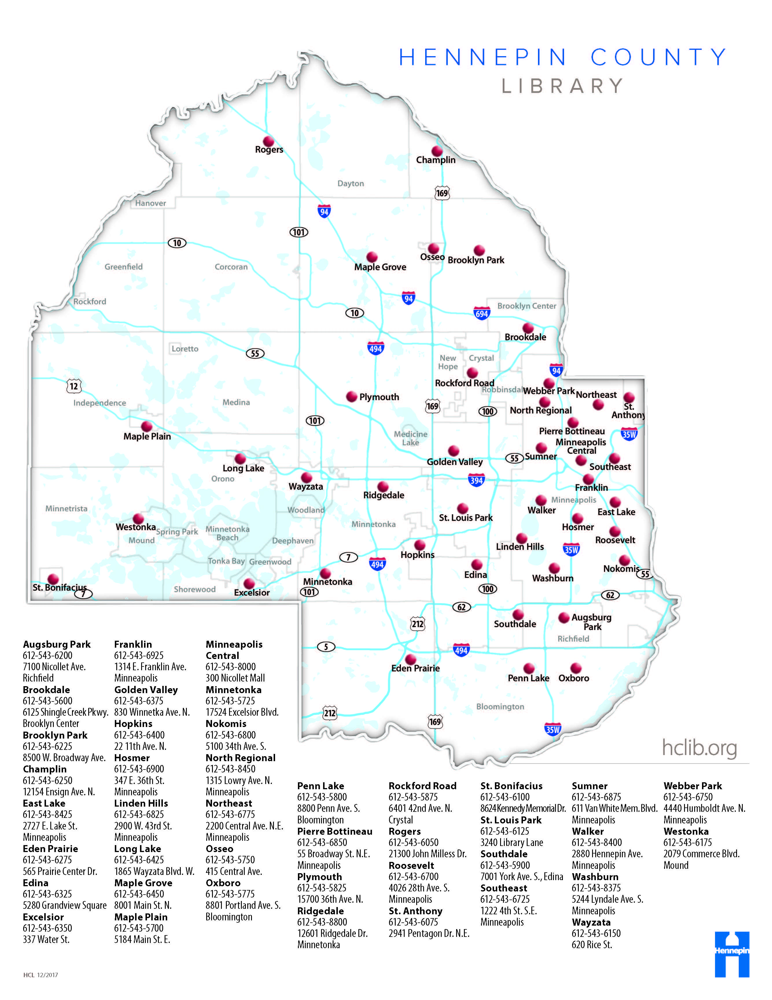 HENNEPIN COUNTY
LIBRARY
Rogers
Champlin
Dayton
169
Hanover
94
101
10
Osseo
Brooklyn Park
Maple Grove
Greenfield
Corcoran
94
Rockford
Brooklyn Center
10
694
Brookdale
Loretto
55
494
New
Hope
Crystal
94
12
Rockford Road
Robbinsdale
Webber Park
Northeast
Plymouth
Independence
Medina
169
100
North Regional
St.
Anthony
101
Maple Plain
Medicine
Lake
Pierre Bottineau
35W
Minneapolis
Central
Golden Valley
55
Sumner
Long Lake
Southeast
Orono
394
Wayzata
Franklin
Ridgedale
Minneapolis
Minnetrista
Woodland
Walker
East Lake
St. Louis Park
Minnetonka
Westonka
Spring Park
Minnetonka
Beach
Hosmer
Mound
Deephaven
Roosevelt
Linden Hills
35W
Hopkins
7
Tonka Bay
Greenwood
494
Edina
Nokomis
55
Washburn
Minnetonka
St. Bonifacius
7
Shorewood
Excelsior
101
100
62
62
212
Southdale
Augsburg
Park
Richfield
5
494
Eden Prairie
Penn Lake
Oxboro
Bloomington
212
169
35W
hclib.org
Augsburg Park
612-543-6200
7100 Nicollet Ave.
Richfield
Brookdale
612-543-5600
6125 Shingle Creek Pkwy.
Brooklyn Center
Brooklyn Park
612-543-6225
8500 W. Broadway Ave.
Champlin
612-543-6250
12154 Ensign Ave. N.
East Lake
612-543-8425
2727 E. Lake St.
Minneapolis
Eden Prairie
612-543-6275
565 Prairie Center Dr.
Edina
612-543-6325
5280 Grandview Square
Excelsior
612-543-6350
337 Water St.
Franklin
612-543-6925
1314 E. Franklin Ave.
Minneapolis
Golden Valley
612-543-6375
830 Winnetka Ave. N.
Hopkins
612-543-6400
22 11th Ave. N.
Hosmer
612-543-6900
347 E. 36th St.
Minneapolis
Linden Hills
612-543-6825
2900 W. 43rd St.
Minneapolis
Long Lake
612-543-6425
1865 Wayzata Blvd. W.
Maple Grove
612-543-6450
8001 Main St. N.
Maple Plain
612-543-5700
5184 Main St. E.
Minneapolis
Central
612-543-8000
300 Nicollet Mall
Minnetonka
612-543-5725
17524 Excelsior Blvd.
Nokomis
612-543-6800
5100 34th Ave. S.
North Regional
612-543-8450
1315 Lowry Ave. N.
Minneapolis
Northeast
612-543-6775
2200 Central Ave. N.E.
Minneapolis
Osseo
612-543-5750
415 Central Ave.
Oxboro
612-543-5775
8801 Portland Ave. S.
Bloomington
Penn Lake
612-543-5800
8800 Penn Ave. S.
Bloomington
Pierre Bottineau
612-543-6850
55 Broadway St. N.E.
Minneapolis
Plymouth
612-543-5825
15700 36th Ave. N.
Ridgedale
612-543-8800
12601 Ridgedale Dr.
Minnetonka
Rockford Road
612-543-5875
6401 42nd Ave. N.
Crystal
Rogers
612-543-6050
21300 John Milless Dr.
Roosevelt
612-543-6700
4026 28th Ave. S.
Minneapolis
St. Anthony
612-543-6075
2941 Pentagon Dr. N.E.
St. Bonifacius
612-543-6100
8624 Kennedy Memorial Dr.
St. Louis Park
612-543-6125
3240 Library Lane
Southdale
612-543-5900
7001 York Ave. S., Edina
Southeast
612-543-6725
1222 4th St. S.E.
Minneapolis
Sumner
612-543-6875
611 Van White Mem. Blvd.
Minneapolis
Walker
612-543-8400
2880 Hennepin Ave.
Minneapolis
Washburn
612-543-8375
5244 Lyndale Ave. S.
Minneapolis
Wayzata
612-543-6150
620 Rice St.
Webber Park
612-543-6750
4440 Humboldt Ave. N.
Minneapolis
Westonka
612-543-6175
2079 Commerce Blvd.
Mound
Hennepin
HCL 12/2017